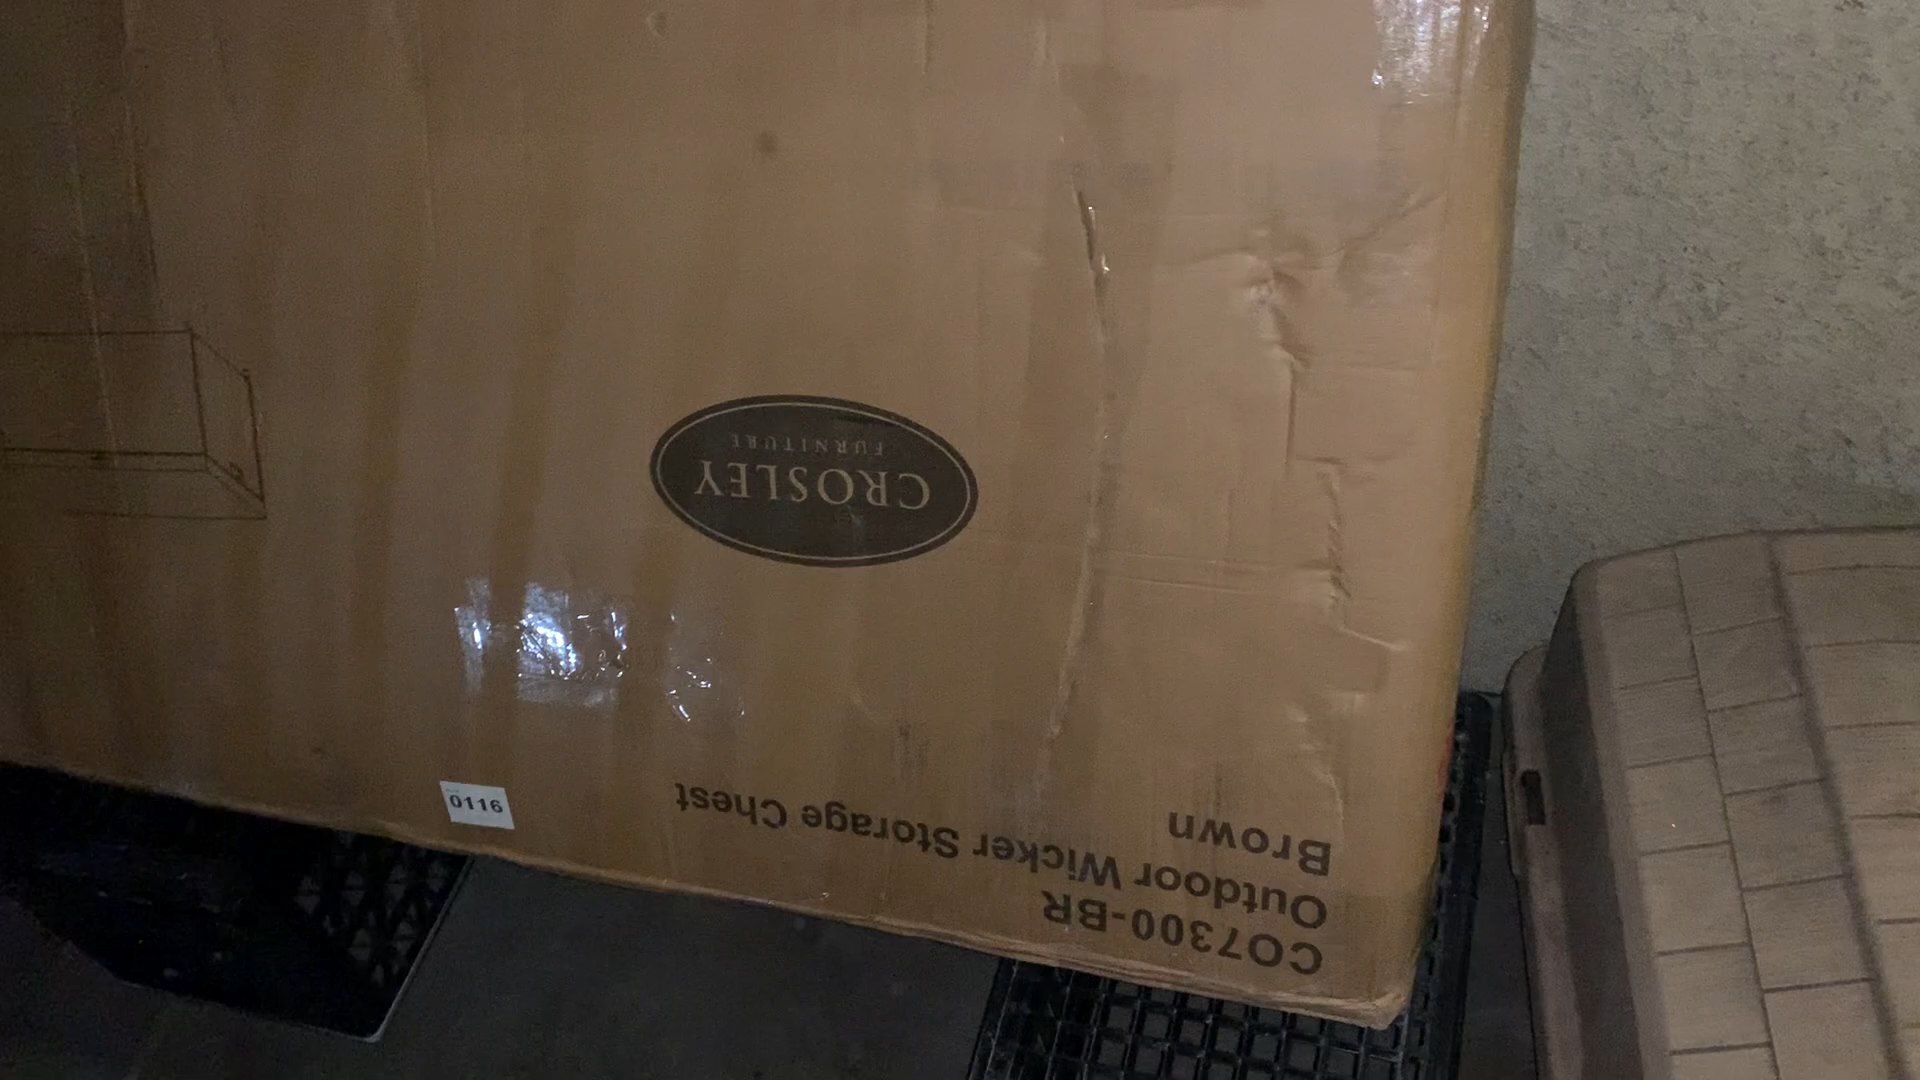 CO7300-BR
Outdoor Wicker Storage Chest
Brown
CROSLEY
FURNITURE
0116